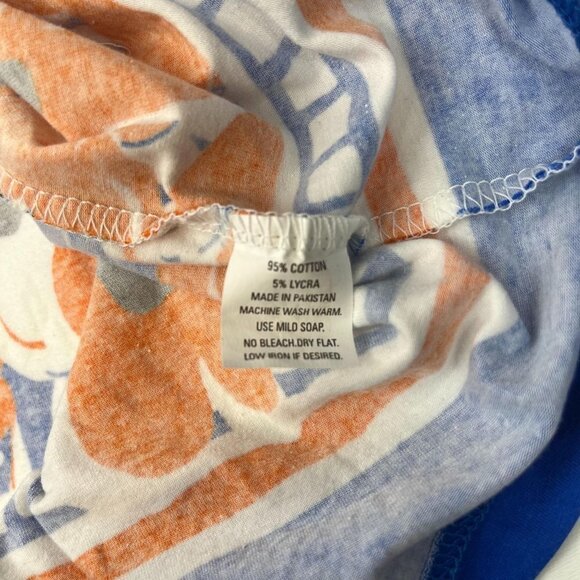 95% COTTON
5% LYCRA
MADE IN PAKISTAN
MACHINE WASH WARM.
USE MILD SOAP.
NO BLEACH.DRY FLAT.
LOW IRON IF DESIRED.